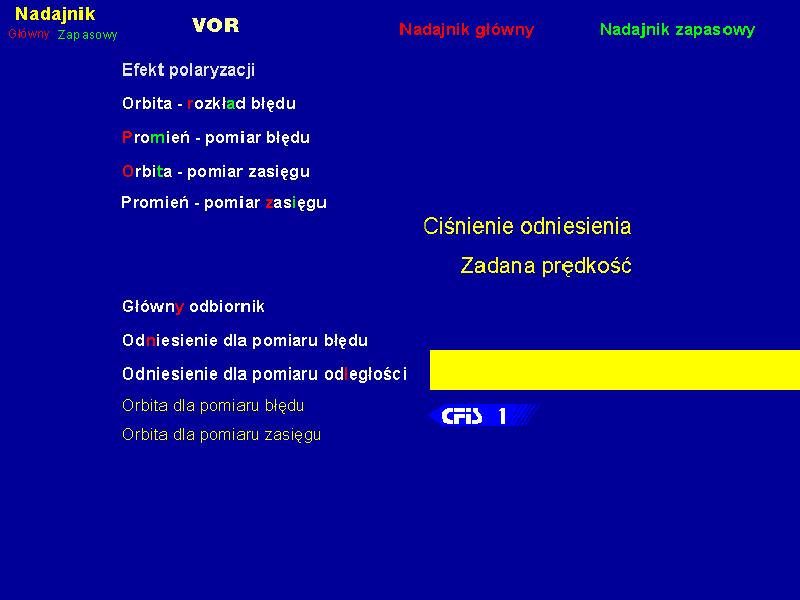 Nadajnik
Główny Zapasowy
VOR
Nadajnik główny
Nadajnik zapasowy
Efekt polaryzacji
Orbita - rozkład błędu
Promień - pomiar błędu
Orbita - pomiar zasięgu
Promień - pomiar zasięgu
Ciśnienie odniesienia
Zadana prędkość
Główny odbiornik
Odniesienie dla pomiaru błędu
Odniesienie dla pomiaru odległości
Orbita dla pomiaru błędu
Orbita dla pomiaru zasięgu
CFiS 1